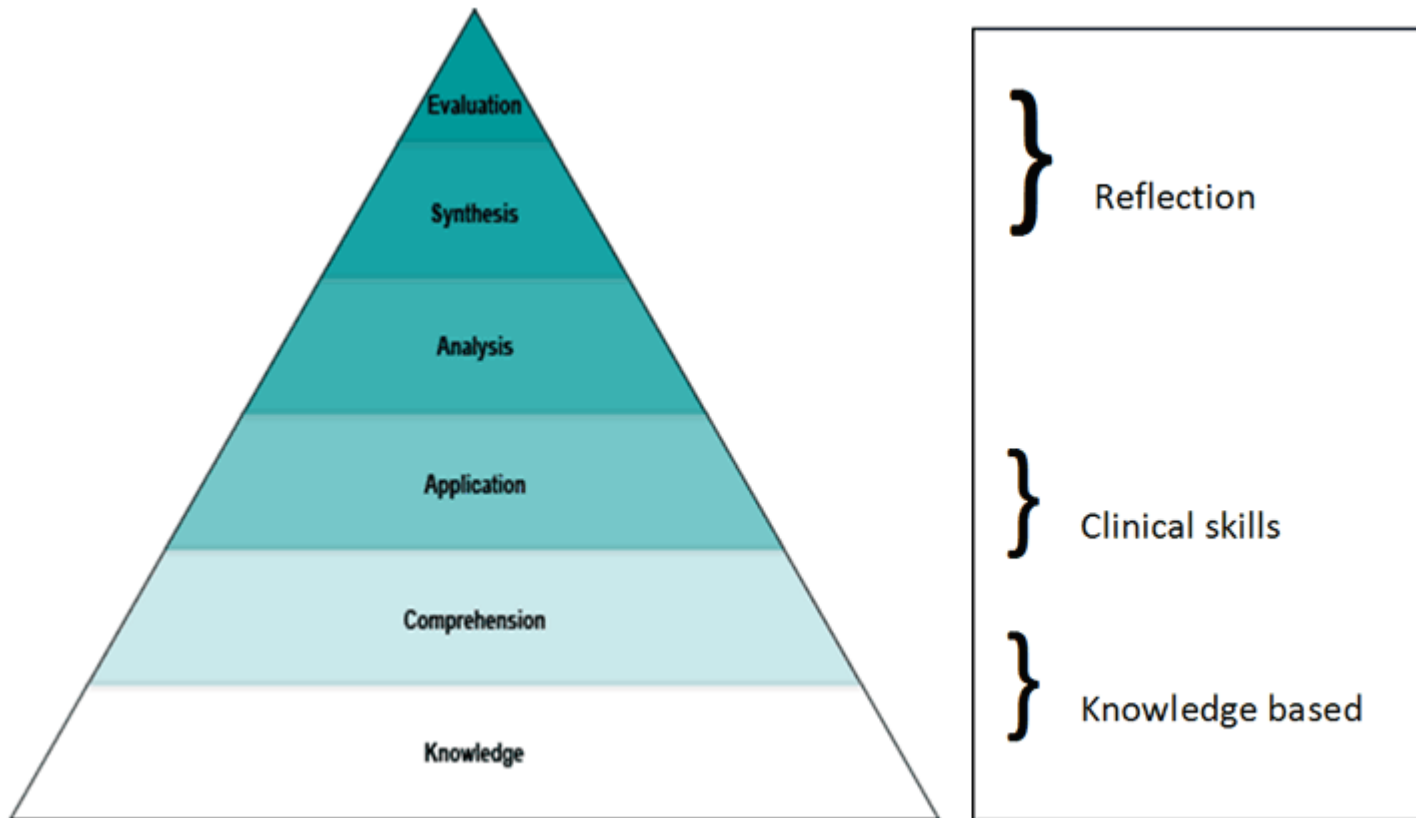 Evaluation
Synthesis
Analysis
Application
Comprehension
Knowledge
} Reflection
} Clinical skills
} Knowledge based